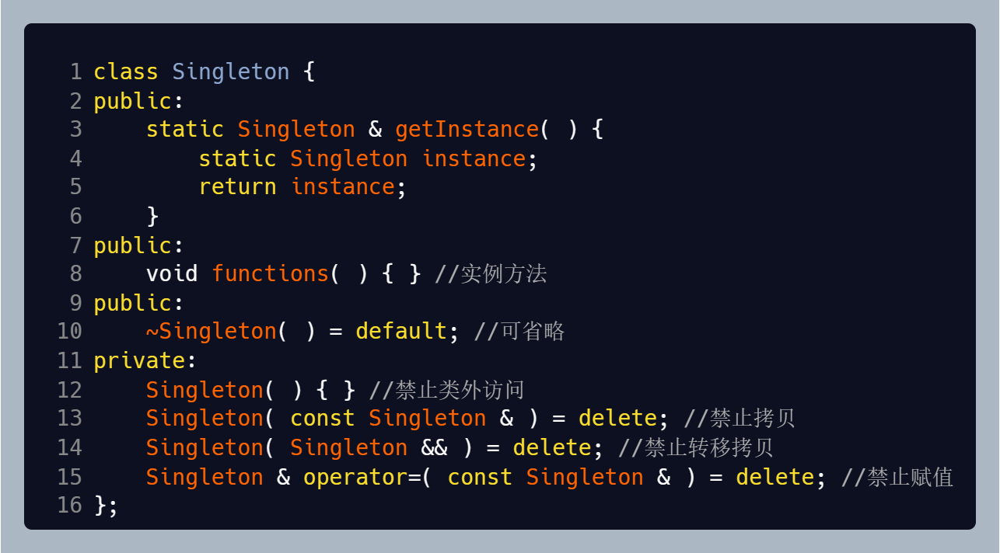 1 class Singleton {
2 public:
3     static Singleton & getInstance( ) {
4         static Singleton instance;
5         return instance;
6     }
7 public:
8     void functions( ) { } //实例方法
9 public:
10     ~Singleton( ) = default; //可省略
11 private:
12     Singleton( ) { } //禁止类外访问
13     Singleton( const Singleton & ) = delete; //禁止拷贝
14     Singleton( Singleton && ) = delete; //禁止转移拷贝
15     Singleton & operator=( const Singleton & ) = delete; //禁止赋值
16 };